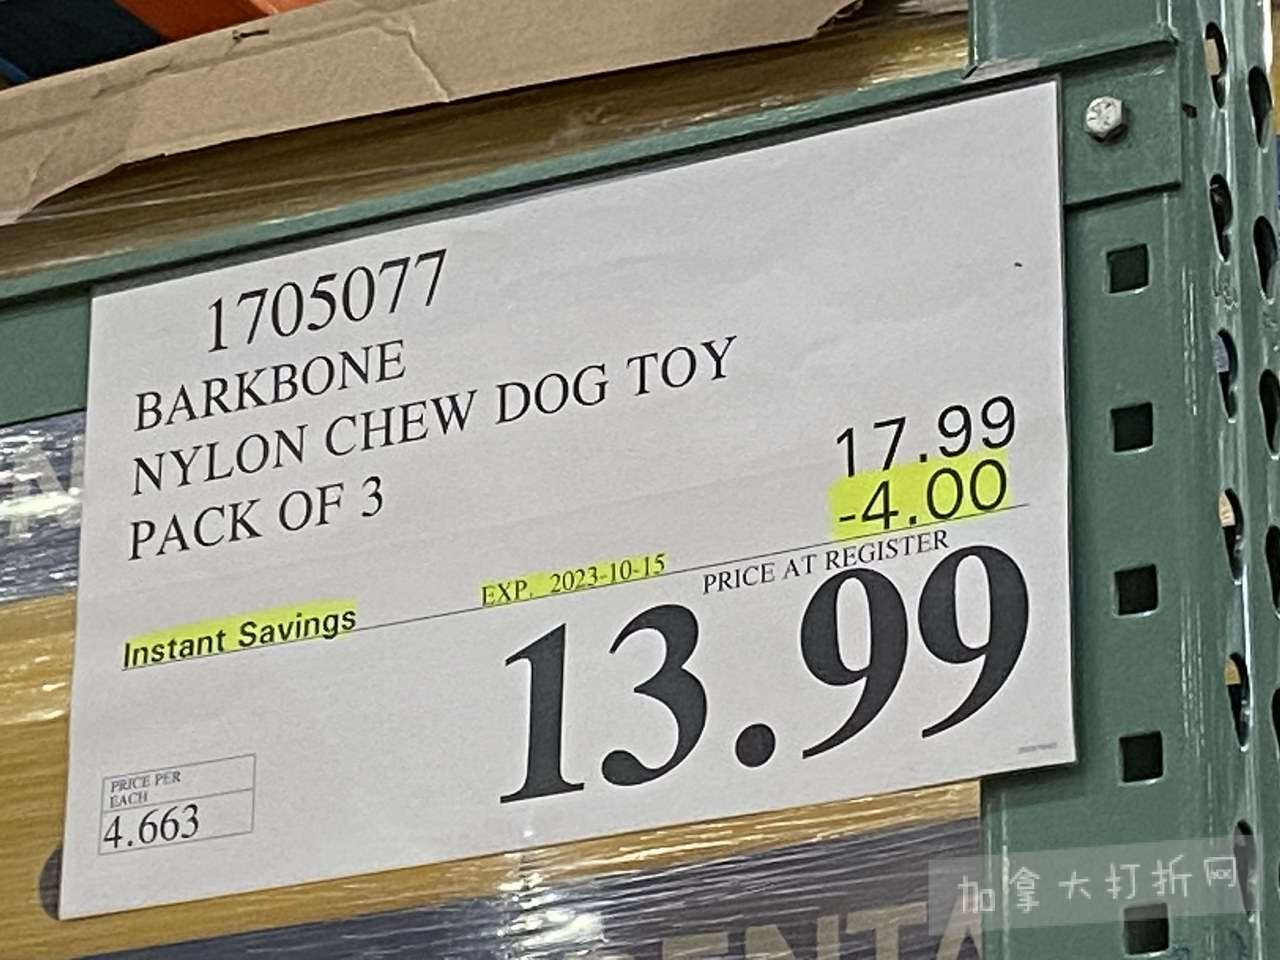 1705077
BARKBONE
NYLON CHEW DOG TOY
PACK OF 3
17.99
-4.00
EXP. 2023-10-15
PRICE AT REGISTER
Instant Savings
13.99
PRICE PER
EACH
4.663
加拿大打折网